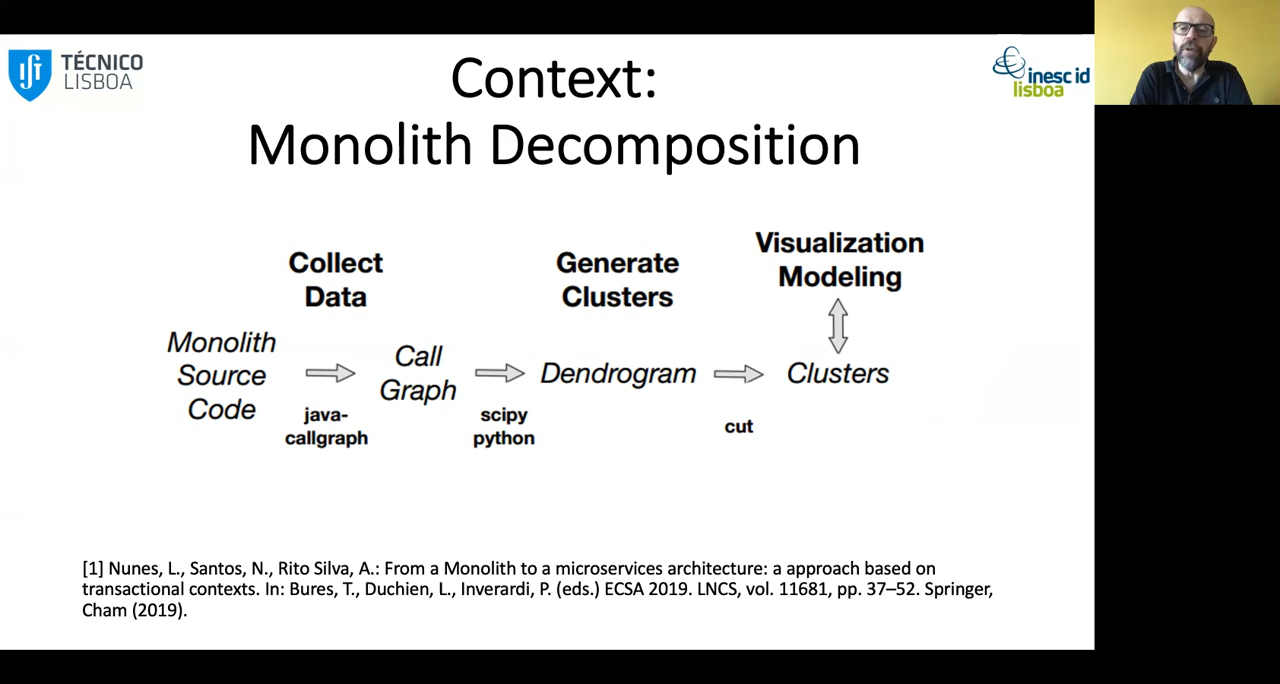 TÉCNICO
LISBOA
Context:
Monolith Decomposition
inesc id
lisboa
Collect
Data
Generate
Clusters
Visualization
Modeling
Monolith
Source
Code
Call
Graph
Dendrogram
Clusters
java-
callgraph
scipy
python
cut
[1] Nunes, L., Santos, N., Rito Silva, A.: From a Monolith to a microservices architecture: a approach based on
transactional contexts. In: Bures, T., Duchien, L., Inverardi, P. (eds.) ECSA 2019. LNCS, vol. 11681, pp. 37–52. Springer,
Cham (2019).